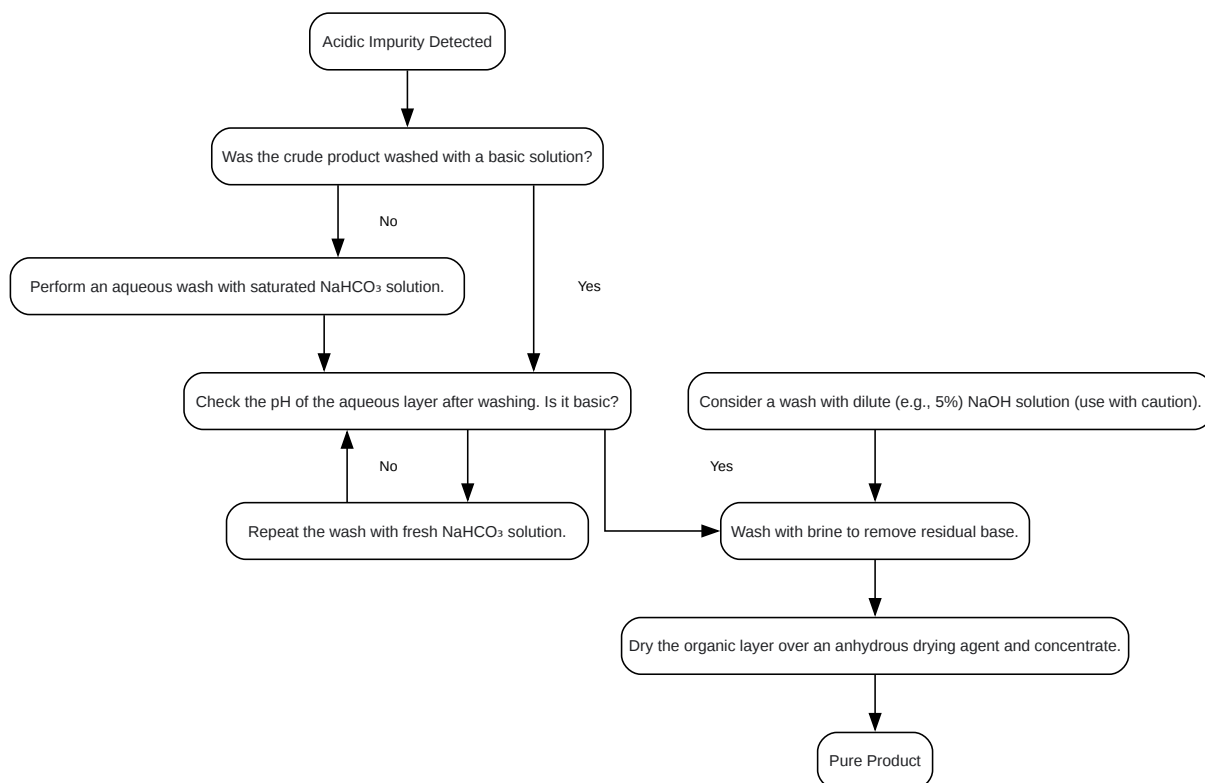 Acidic Impurity Detected
Was the crude product washed with a basic solution?
No
Perform an aqueous wash with saturated NaHCO₃ solution.
Yes
Check the pH of the aqueous layer after washing. Is it basic?
Consider a wash with dilute (e.g., 5%) NaOH solution (use with caution).
No
Yes
Repeat the wash with fresh NaHCO₃ solution.
Wash with brine to remove residual base.
Dry the organic layer over an anhydrous drying agent and concentrate.
Pure Product